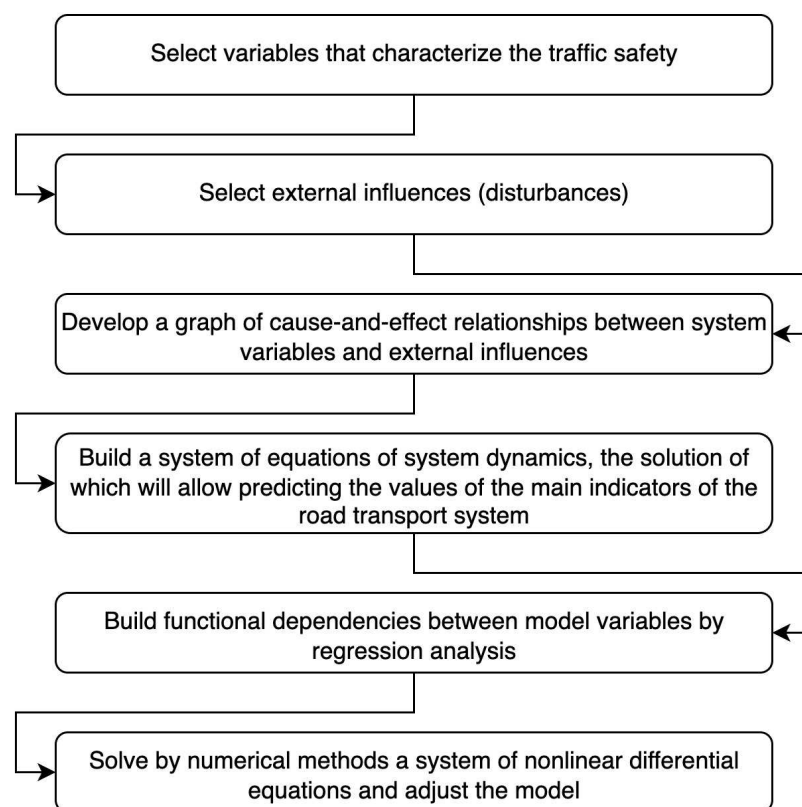 Select variables that characterize the traffic safety
Select external influences (disturbances)
Develop a graph of cause-and-effect relationships between system
variables and external influences
Build a system of equations of system dynamics, the solution of
which will allow predicting the values of the main indicators of the
road transport system
Build functional dependencies between model variables by
regression analysis
Solve by numerical methods a system of nonlinear differential
equations and adjust the model